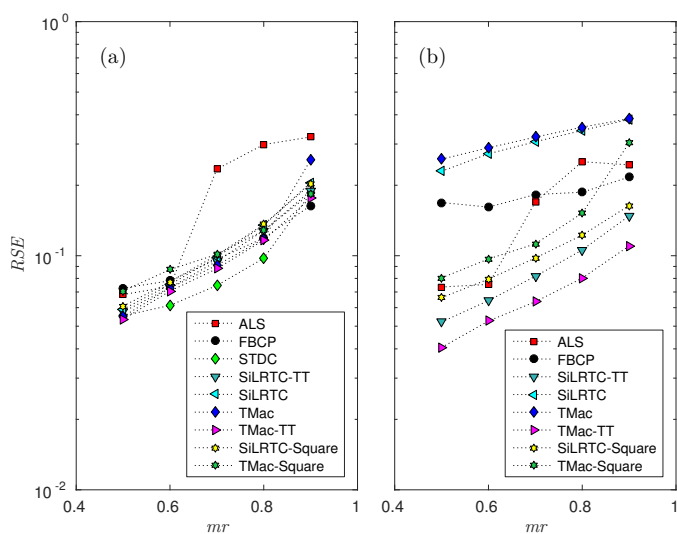 (a)
(b)
RSE
10^0
10^{-1}
10^{-2}
ALS
FBCP
STDC
SiLRTC-TT
SiLRTC
TMac
TMac-TT
SiLRTC-Square
TMac-Square
0.4 0.6 0.8 1
mr
ALS
FBCP
SiLRTC-TT
SiLRTC
TMac
TMac-TT
SiLRTC-Square
TMac-Square
0.4 0.6 0.8 1
mr